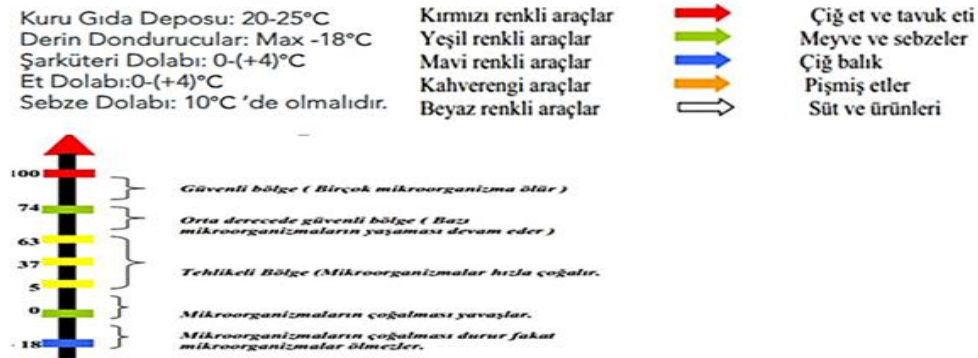 Kuru Gıda Deposu: 20-25°C
Derin Dondurucular: Max -18°C
Şarküteri Dolabı: 0-(+4)°C
Et Dolabı:0-(+4)°C
Sebze Dolabı: 10°C 'de olmalıdır.
Kırmızı renkli araçlar Çiğ et ve tavuk eti
Yeşil renkli araçlar Meyve ve sebzeler
Mavi renkli araçlar Çiğ balık
Kahverengi araçlar Pişmiş etler
Beyaz renkli araçlar Süt ve ürünleri
100
Güvenli bölge ( Birçok mikroorganizma ölür )
74
Orta derecede güvenli bölge ( Bazı
mikroorganizmaların yaşaması devam eder )
63
37
Tehlikeli Bölge (Mikroorganizmalar hızla çoğalır.
5
0
Mikroorganizmaların çoğalması yavaşlar.
- 18
Mikroorganizmaların çoğalması durur fakat
mikroorganizmalar ölmezler.